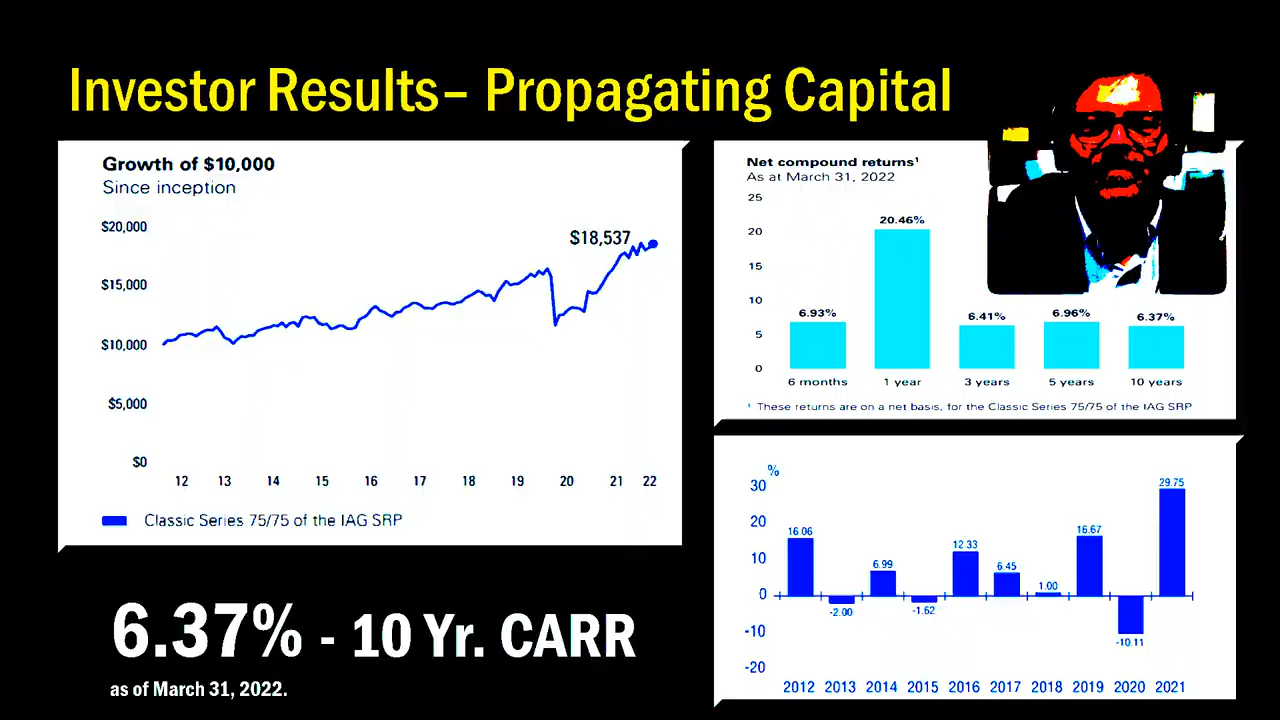 Investor Results– Propagating Capital
Growth of $10,000
Since inception
$20,000
$18,537
$15,000
$10,000
$5,000
$0
12 13 14 15 16 17 18 19 20 21 22
Classic Series 75/75 of the IAG SRP
6.37% - 10 Yr. CARR
as of March 31, 2022.
Net compound returns¹
As at March 31, 2022
25
20
15
10
5
0
6.93% 20.46% 6.41% 6.96% 6.37%
6 months 1 year 3 years 5 years 10 years
¹ These returns are on a net basis, for the Classic Series 75/75 of the IAG SRP
%
30
20
10
0
-10
-20
16.06 -2.00 6.99 -1.62 12.33 6.45 1.00 16.67 -10.11 29.75
2012 2013 2014 2015 2016 2017 2018 2019 2020 2021